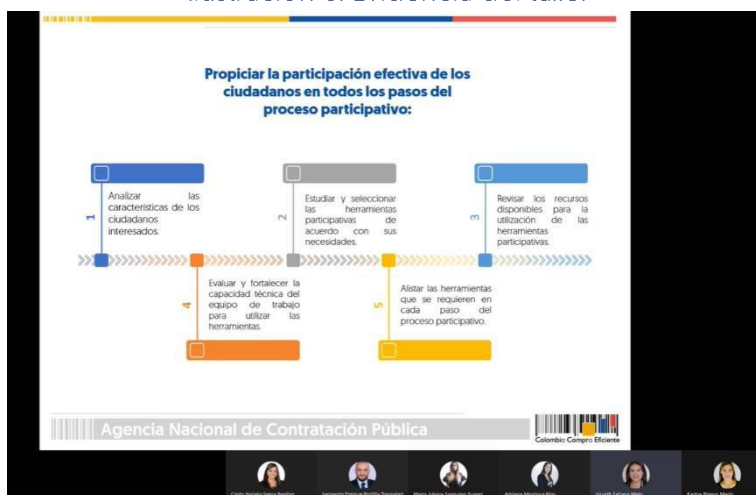 Propiciar la participación efectiva de los
ciudadanos en todos los pasos del
proceso participativo:
1
Analizar las
características de los
ciudadanos
interesados.
2
Estudiar y seleccionar
las herramientas
participativas de
acuerdo con sus
necesidades.
3
Revisar los recursos
disponibles para la
utilización de las
herramientas
participativas.
4
Evaluar y fortalecer la
capacidad técnica del
equipo de trabajo
para utilizar las
herramientas.
5
Alistar las herramientas
que se requieren en
cada paso del
proceso participativo.
Agencia Nacional de Contratación Pública
Colombia Compra Eficiente